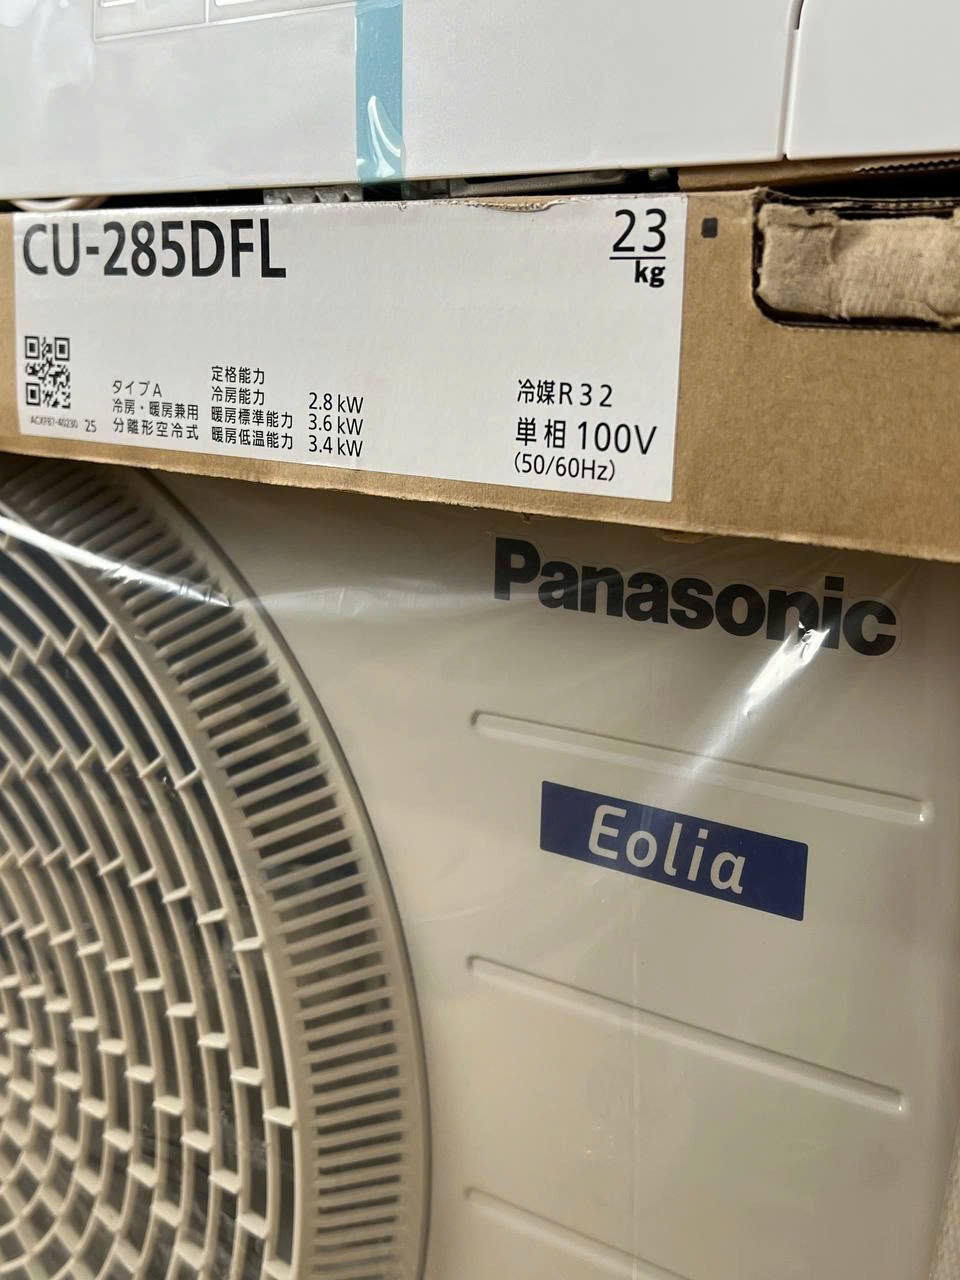 CU-285DFL
23
kg
定格能力
タイプA
冷房能力 2.8 kW
冷房・暖房兼用
暖房標準能力 3.6 kW
分離形空冷式
暖房低温能力 3.4 kW
冷媒R32
単相100V
(50/60Hz)
ACXF87-40230 25
Panasonic
Eolia